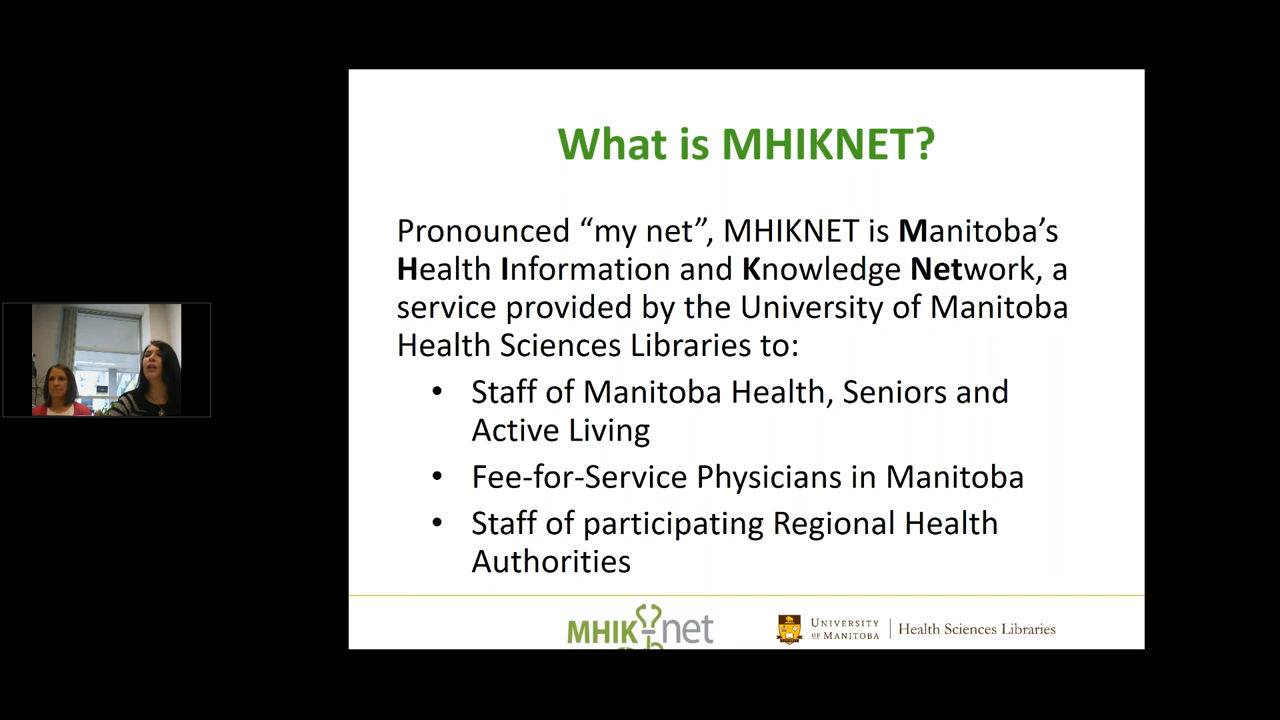 What is MHIKNET?
Pronounced “my net”, MHIKNET is Manitoba’s
Health Information and Knowledge Network, a
service provided by the University of Manitoba
Health Sciences Libraries to:
• Staff of Manitoba Health, Seniors and
Active Living
• Fee-for-Service Physicians in Manitoba
• Staff of participating Regional Health
Authorities
MHIK-net
UNIVERSITY
OF MANITOBA
Health Sciences Libraries